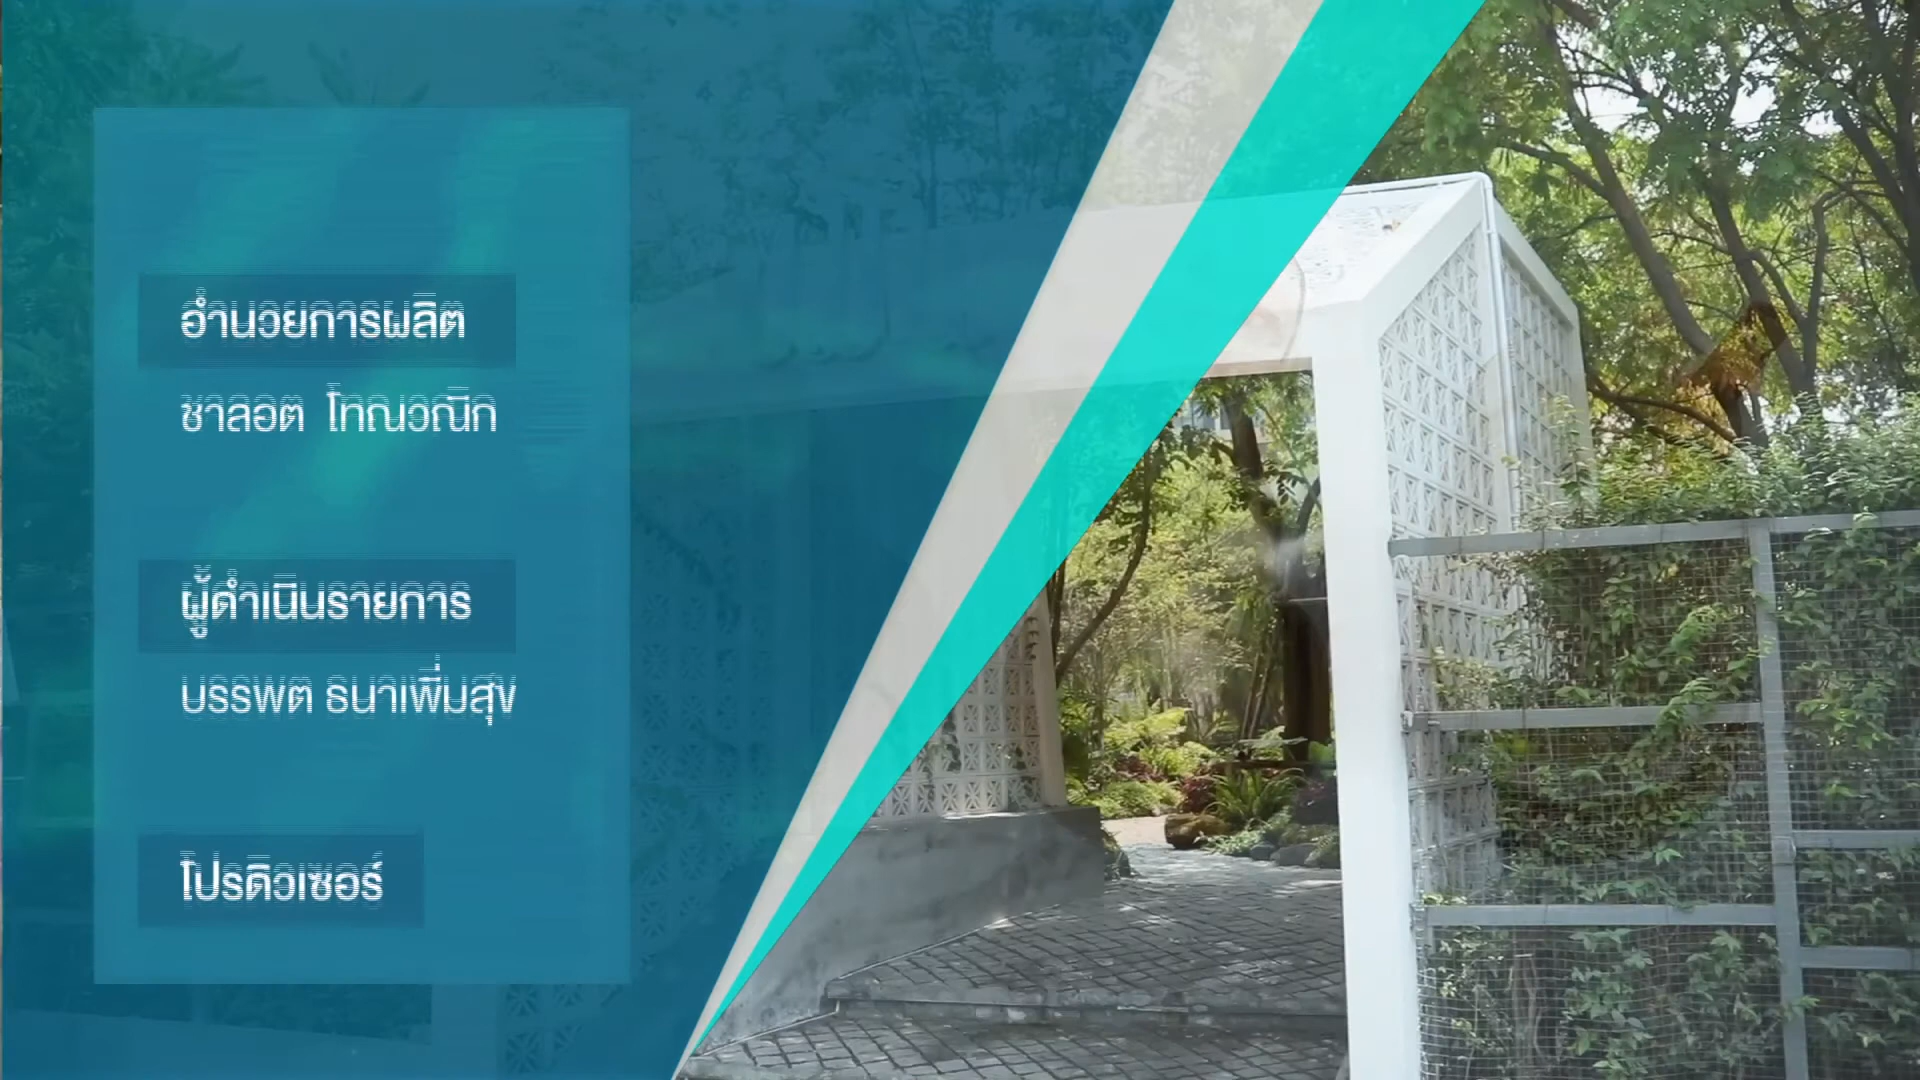 อำนวยการผลิต
ชาลอต โทณวณิก
ผู้ดำเนินรายการ
บรรพต ธนาเพิ่มสุข
โปรดิวเซอร์